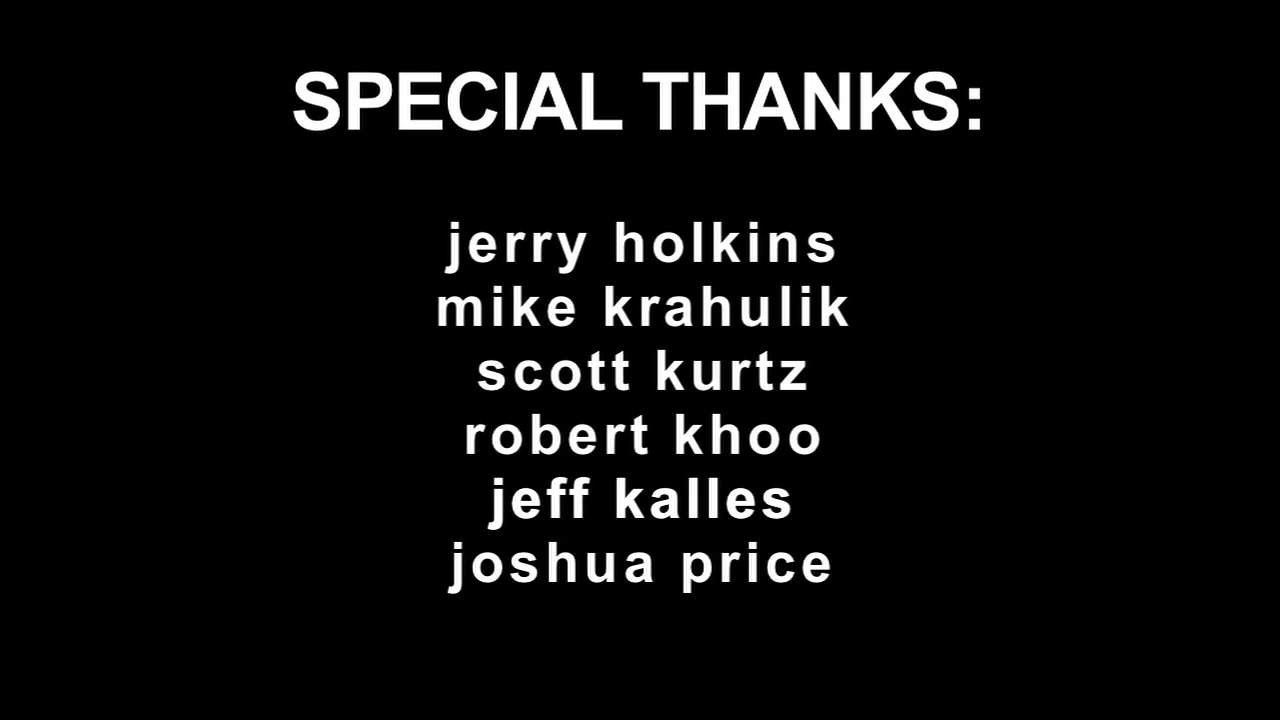 SPECIAL THANKS:
jerry holkins
mike krahulik
scott kurtz
robert khoo
jeff kalles
joshua price